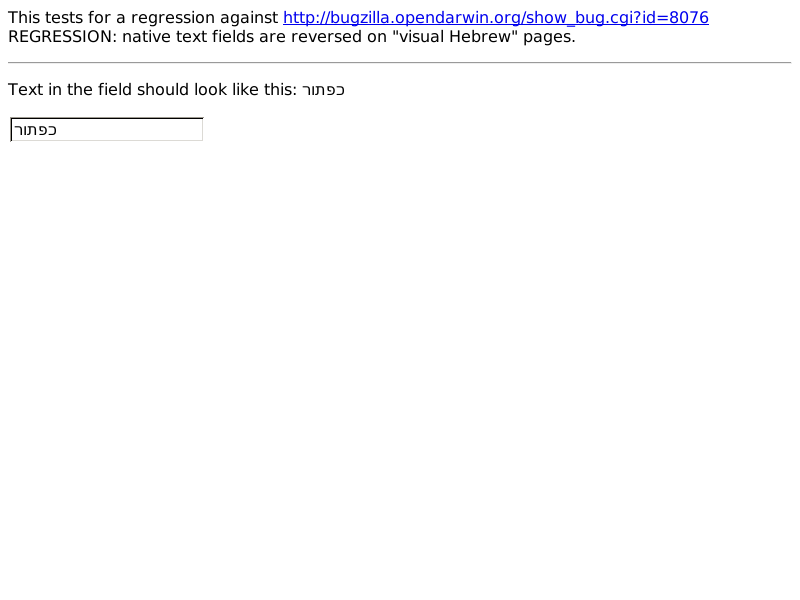 This tests for a regression against http://bugzilla.opendarwin.org/show_bug.cgi?id=8076
REGRESSION: native text fields are reversed on "visual Hebrew" pages.
Text in the field should look like this: כפתור
כפתור